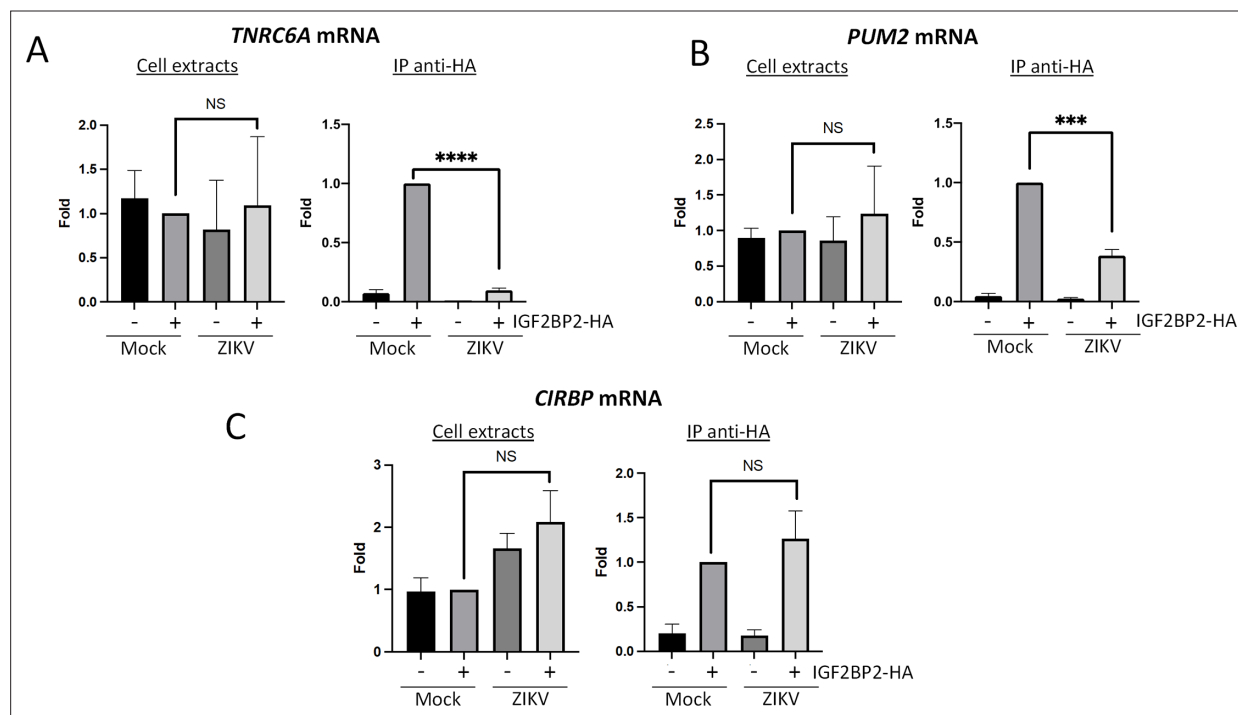 A
TNRC6A mRNA
Cell extracts
IP anti-HA
NS
****
Fold
2.0
1.5
1.0
0.5
0.0
Fold
1.5
1.0
0.5
0.0
- + - +
- + - + IGF2BP2-HA
Mock ZIKV
Mock ZIKV
B
PUM2 mRNA
Cell extracts
IP anti-HA
NS
***
Fold
2.5
2.0
1.5
1.0
0.5
0.0
Fold
1.5
1.0
0.5
0.0
- + - +
- + - + IGF2BP2-HA
Mock ZIKV
Mock ZIKV
C
CIRBP mRNA
Cell extracts
IP anti-HA
NS
NS
Fold
3
2
1
0
Fold
2.0
1.5
1.0
0.5
0.0
- + - +
- + - + IGF2BP2-HA
Mock ZIKV
Mock ZIKV